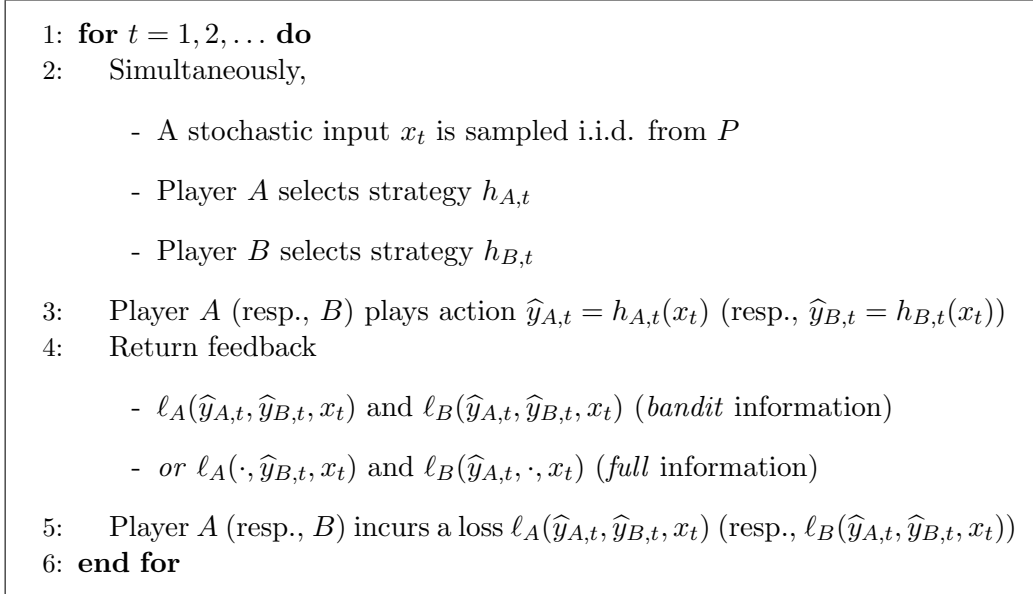 1: for t = 1, 2, . . . do
2: Simultaneously,
- A stochastic input x_t is sampled i.i.d. from P
- Player A selects strategy h_{A,t}
- Player B selects strategy h_{B,t}
3: Player A (resp., B) plays action ŷ_{A,t} = h_{A,t}(x_t) (resp., ŷ_{B,t} = h_{B,t}(x_t))
4: Return feedback
- ℓ_A(ŷ_{A,t}, ŷ_{B,t}, x_t) and ℓ_B(ŷ_{A,t}, ŷ_{B,t}, x_t) (bandit information)
- or ℓ_A(·, ŷ_{B,t}, x_t) and ℓ_B(ŷ_{A,t}, ·, x_t) (full information)
5: Player A (resp., B) incurs a loss ℓ_A(ŷ_{A,t}, ŷ_{B,t}, x_t) (resp., ℓ_B(ŷ_{A,t}, ŷ_{B,t}, x_t))
6: end for